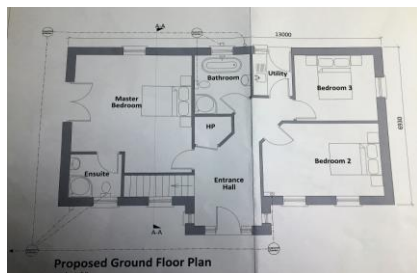 A-A
13000
Bathroom
Utility
Master
Bedroom
Bedroom 3
6930
HP
Bedroom 2
Ensuite
Entrance
Hall
A-A
Proposed Ground Floor Plan